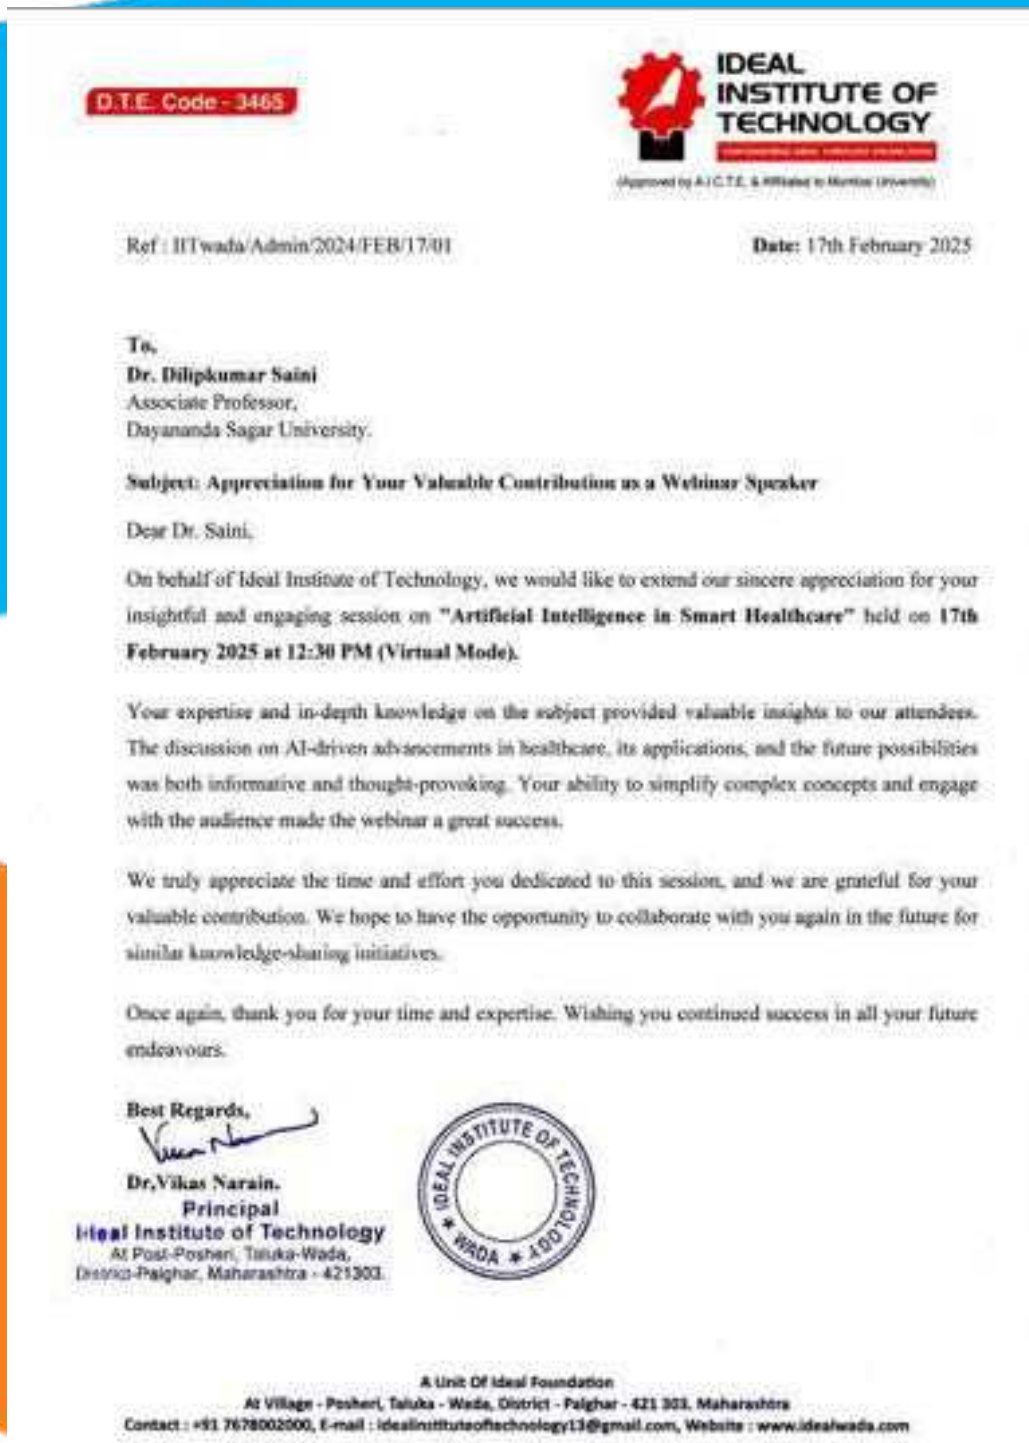 D.T.E. Code - 3465
IDEAL
INSTITUTE OF
TECHNOLOGY
(Approved by A.I.C.T.E. & Affiliated to Mumbai University)
Ref : IITwada/Admin/2024/FEB/17/01
Date: 17th February 2025
To,
Dr. Dilipkumar Saini
Associate Professor,
Dayananda Sagar University.
Subject: Appreciation for Your Valuable Contribution as a Webinar Speaker
Dear Dr. Saini,
On behalf of Ideal Institute of Technology, we would like to extend our sincere appreciation for your
insightful and engaging session on "Artificial Intelligence in Smart Healthcare" held on 17th
February 2025 at 12:30 PM (Virtual Mode).
Your expertise and in-depth knowledge on the subject provided valuable insights to our attendees.
The discussion on AI-driven advancements in healthcare, its applications, and the future possibilities
was both informative and thought-provoking. Your ability to simplify complex concepts and engage
with the audience made the webinar a great success.
We truly appreciate the time and effort you dedicated to this session, and we are grateful for your
valuable contribution. We hope to have the opportunity to collaborate with you again in the future for
similar knowledge-sharing initiatives.
Once again, thank you for your time and expertise. Wishing you continued success in all your future
endeavours.
Best Regards,
Dr,Vikas Narain.
Principal
Ideal Institute of Technology
At Post-Posheri, Taluka-Wada,
District-Palghar, Maharashtra - 421303.
IDEAL INSTITUTE OF TECHNOLOGY
★ WADA ★
A Unit Of Ideal Foundation
At Village - Posheri, Taluka - Wada, District - Palghar - 421 303. Maharashtra
Contact : +91 7678002000, E-mail : idealinstituteoftechnology13@gmail.com, Website : www.idealwada.com